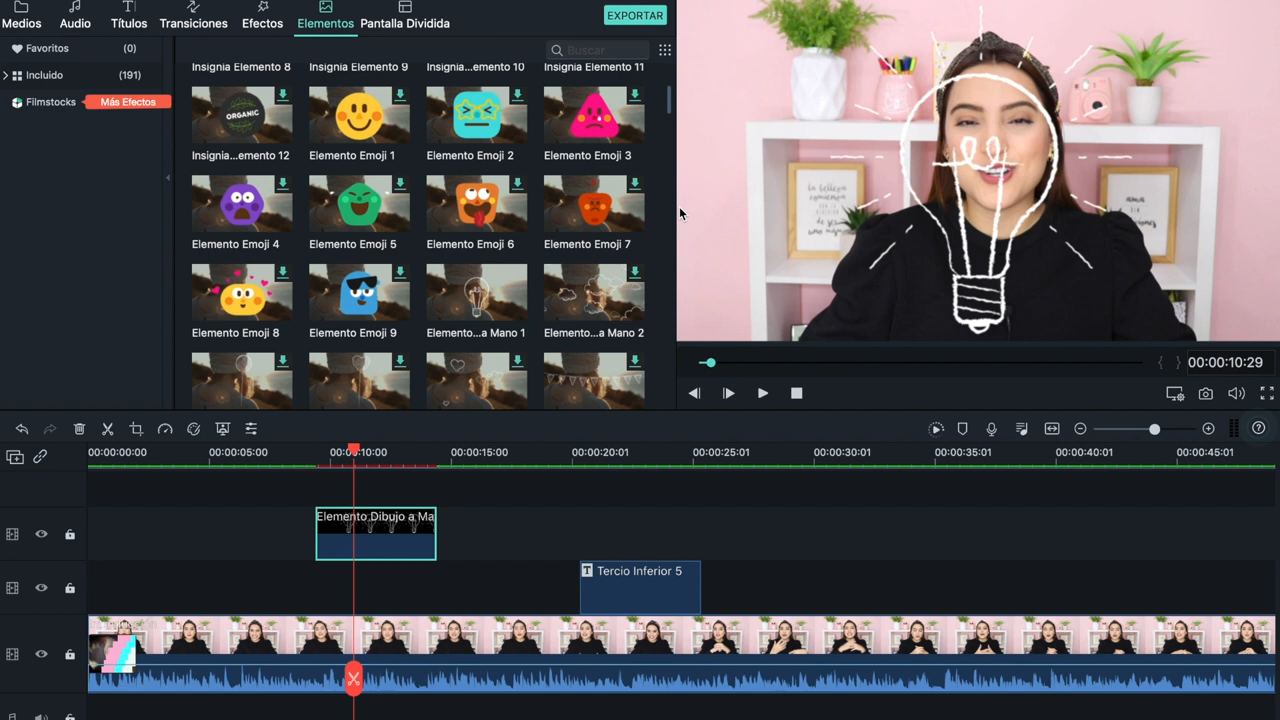 Medios Audio Títulos Transiciones Efectos Elementos Pantalla Dividida
EXPORTAR
Favoritos (0)
Incluido (191)
Filmstocks Más Efectos
Buscar
Insignia Elemento 8 Insignia Elemento 9 Insignia...emento 10 Insignia Elemento 11
ORGANIC
Insignia...emento 12 Elemento Emoji 1 Elemento Emoji 2 Elemento Emoji 3
Elemento Emoji 4 Elemento Emoji 5 Elemento Emoji 6 Elemento Emoji 7
Elemento Emoji 8 Elemento Emoji 9 Elemento...a Mano 1 Elemento...a Mano 2
00:00:10:29
00:00:00:00 00:00:05:00 00:00:10:00 00:00:15:00 00:00:20:01 00:00:25:01 00:00:30:01 00:00:35:01 00:00:40:01 00:00:45:01
Elemento Dibujo a Ma
T Tercio Inferior 5